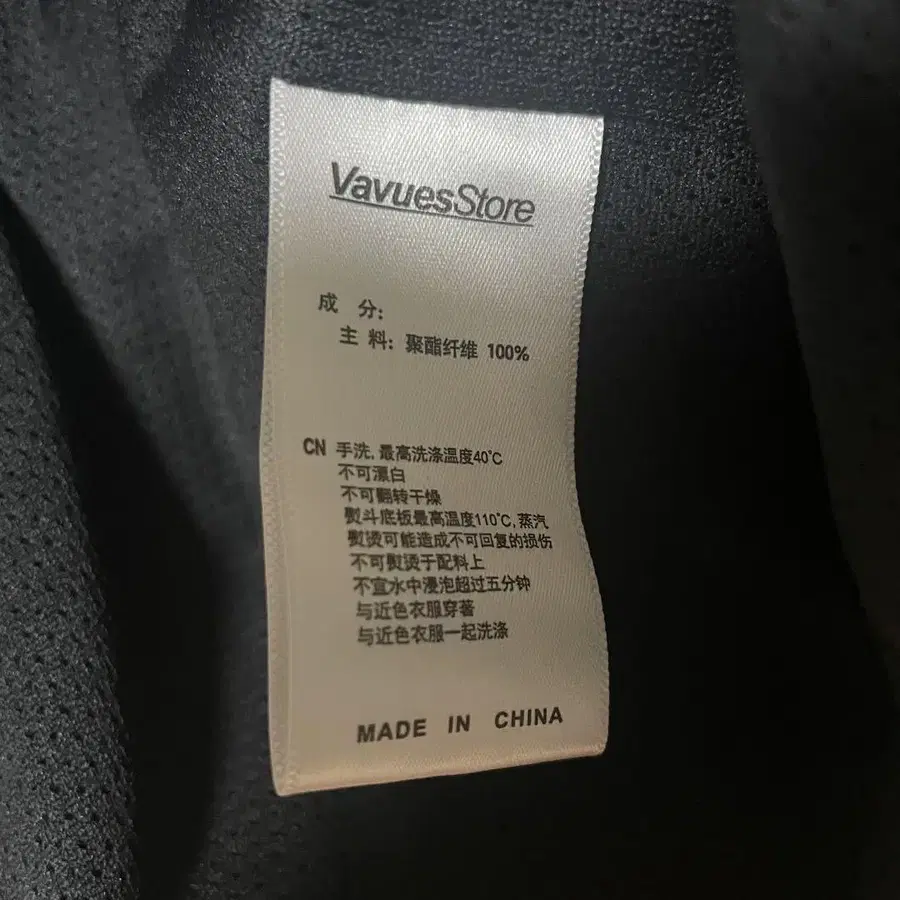 VavuesStore
成 分:
主 料: 聚酯纤维 100%
CN 手洗, 最高洗涤温度40℃
不可漂白
不可翻转干燥
熨斗底板最高温度110℃, 蒸汽
熨烫可能造成不可回复的损伤
不可熨烫于配料上
不宜水中浸泡超过五分钟
与近色衣服穿著
与近色衣服一起洗涤
MADE IN CHINA